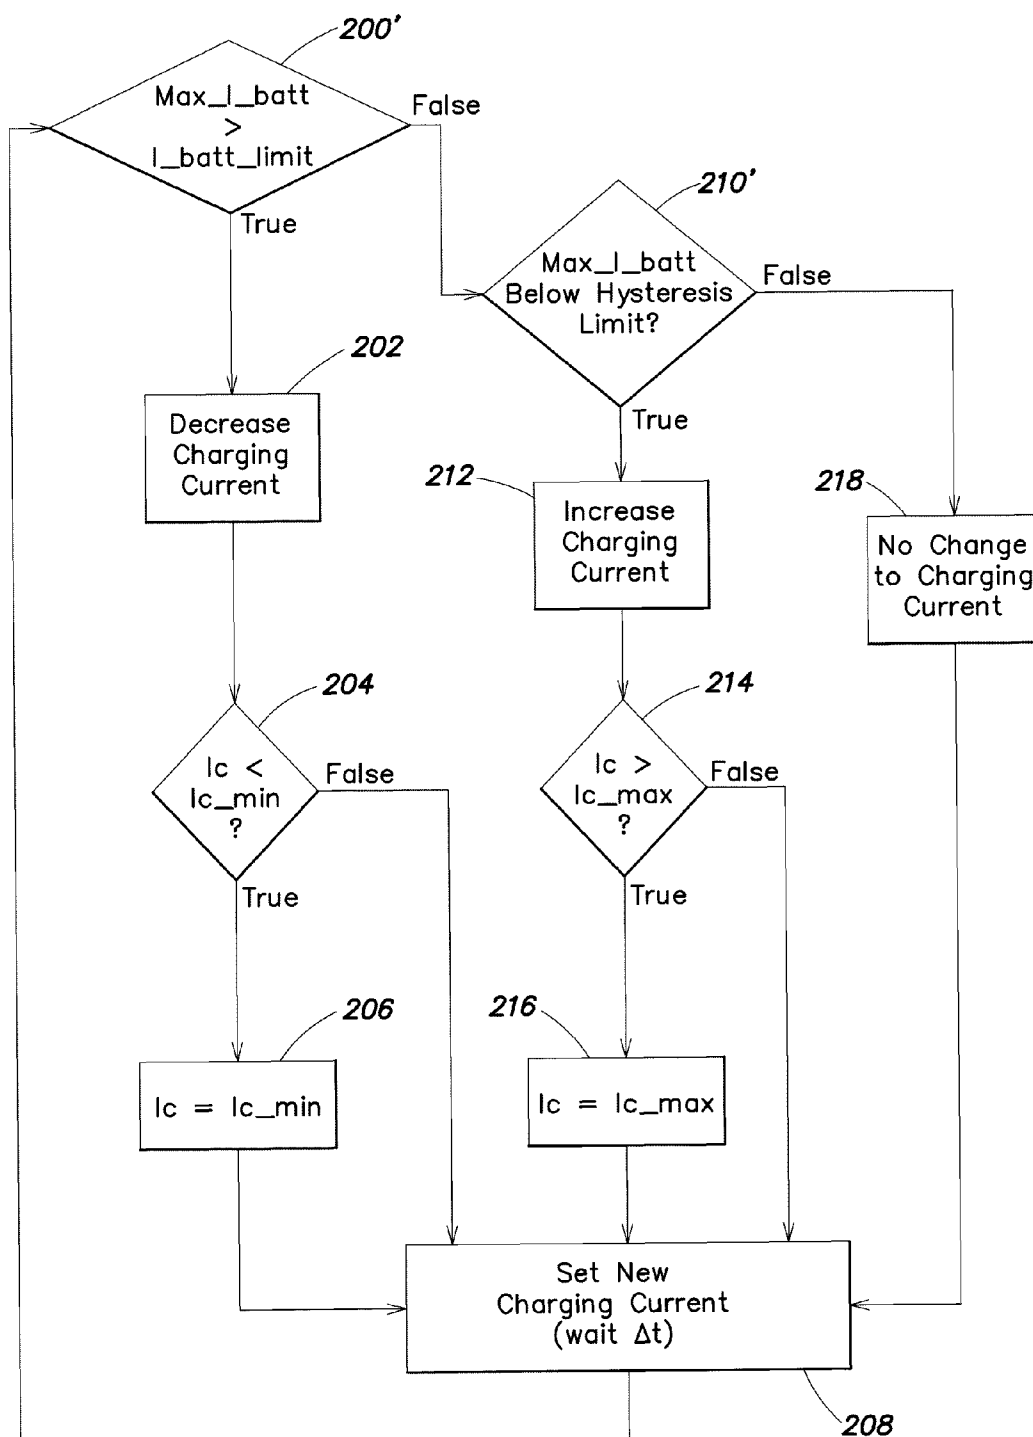 200'
Max_I_batt
>
I_batt_limit
False
True
210'
Max_I_batt
Below Hysteresis
Limit?
False
True
202
Decrease
Charging
Current
212
Increase
Charging
Current
218
No Change
to Charging
Current
204
Ic <
Ic_min
?
False
True
214
Ic >
Ic_max
?
False
True
206
Ic = Ic_min
216
Ic = Ic_max
Set New
Charging Current
(wait Δt)
208